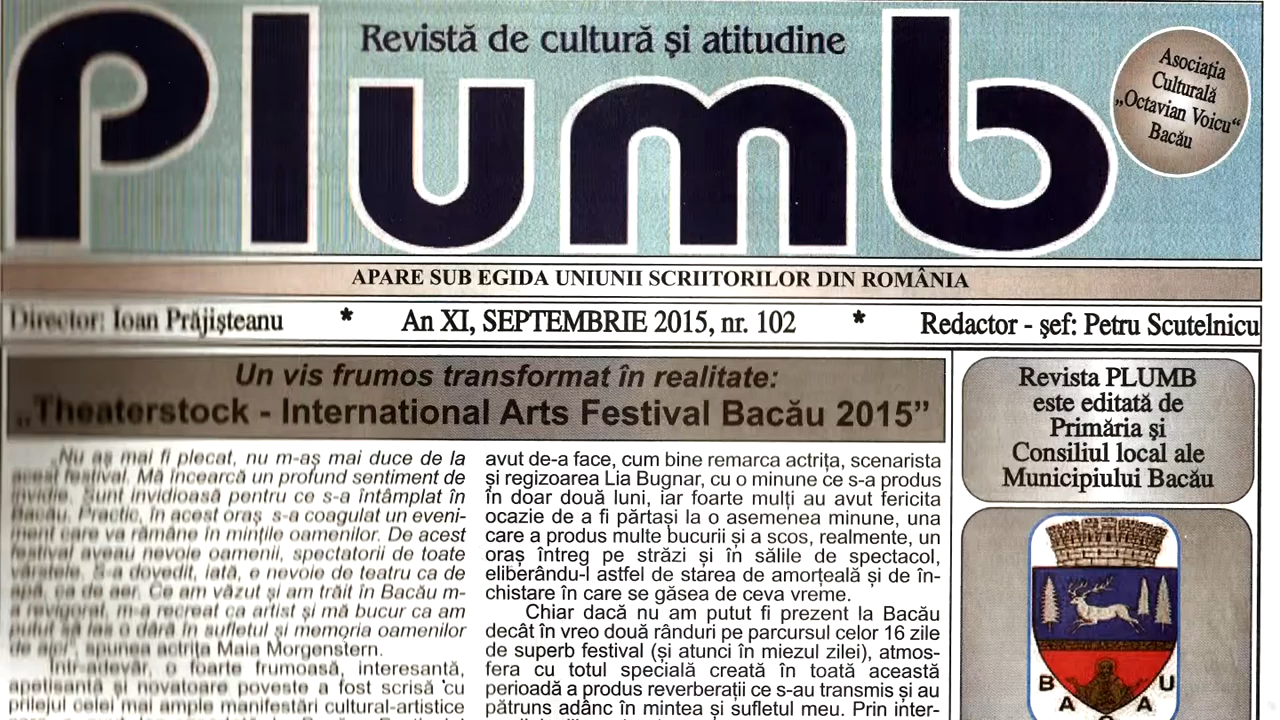 Plumb
Revistă de cultură și atitudine
Asociația
Culturală
„Octavian Voicu“
Bacău
APARE SUB EGIDA UNIUNII SCRIITORILOR DIN ROMÂNIA
Director: Ioan Prăjișteanu * An XI, SEPTEMBRIE 2015, nr. 102 * Redactor - șef: Petru Scutelnicu
Un vis frumos transformat în realitate:
„Theaterstock - International Arts Festival Bacău 2015”
„Nu aș mai fi plecat, nu m-aș mai duce de la
acest festival. Mă încearcă un profund sentiment de
invidie. Sunt invidioasă pentru ce s-a întâmplat în
Bacău. Practic, în acest oraș s-a coagulat un eveni-
ment care va rămâne în mințile oamenilor. De acest
festival aveau nevoie oamenii, spectatorii de toate
vârstele. S-a dovedit, iată, o nevoie de teatru ca de
apă, ca de aer. Ce am văzut și am trăit în Bacău m-
a revigorat, m-a recreat ca artist și mă bucur ca am
putut să las o dâră în sufletul și memoria oamenilor
de aici”, spunea actrița Maia Morgenstern.
Într-adevăr, o foarte frumoasă, interesantă,
apetisantă și novatoare poveste a fost scrisă cu
prilejul celei mai ample manifestări cultural-artistice
avut de-a face, cum bine remarca actrița, scenarista
și regizoarea Lia Bugnar, cu o minune ce s-a produs
în doar două luni, iar foarte mulți au avut fericita
ocazie de a fi părtași la o asemenea minune, una
care a produs multe bucurii și a scos, realmente, un
oraș întreg pe străzi și în sălile de spectacol,
eliberându-l astfel de starea de amorțeală și de în-
chistare în care se găsea de ceva vreme.
Chiar dacă nu am putut fi prezent la Bacău
decât în vreo două rânduri pe parcursul celor 16 zile
de superb festival (și atunci în miezul zilei), atmos-
fera cu totul specială creată în toată această
perioadă a produs reverberații ce s-au transmis și au
pătruns adânc în mintea și sufletul meu. Prin inter-
Revista PLUMB
este editată de
Primăria și
Consiliul local ale
Municipiului Bacău
B A A U